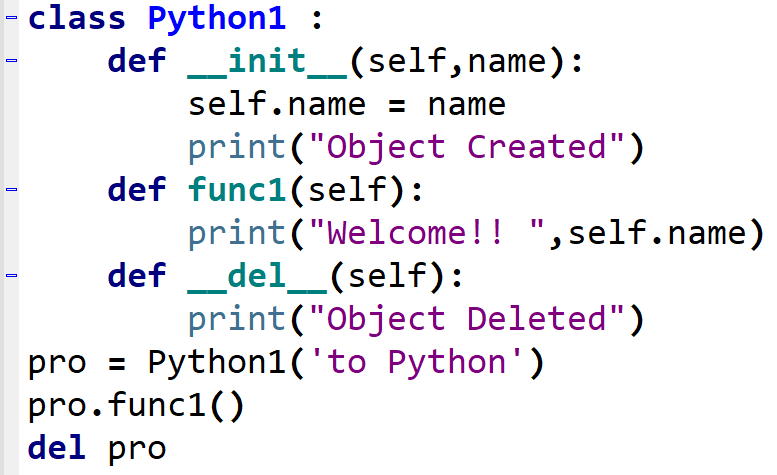 class Python1 :
    def __init__(self,name):
        self.name = name
        print("Object Created")
    def func1(self):
        print("Welcome!! ",self.name)
    def __del__(self):
        print("Object Deleted")
pro = Python1('to Python')
pro.func1()
del pro